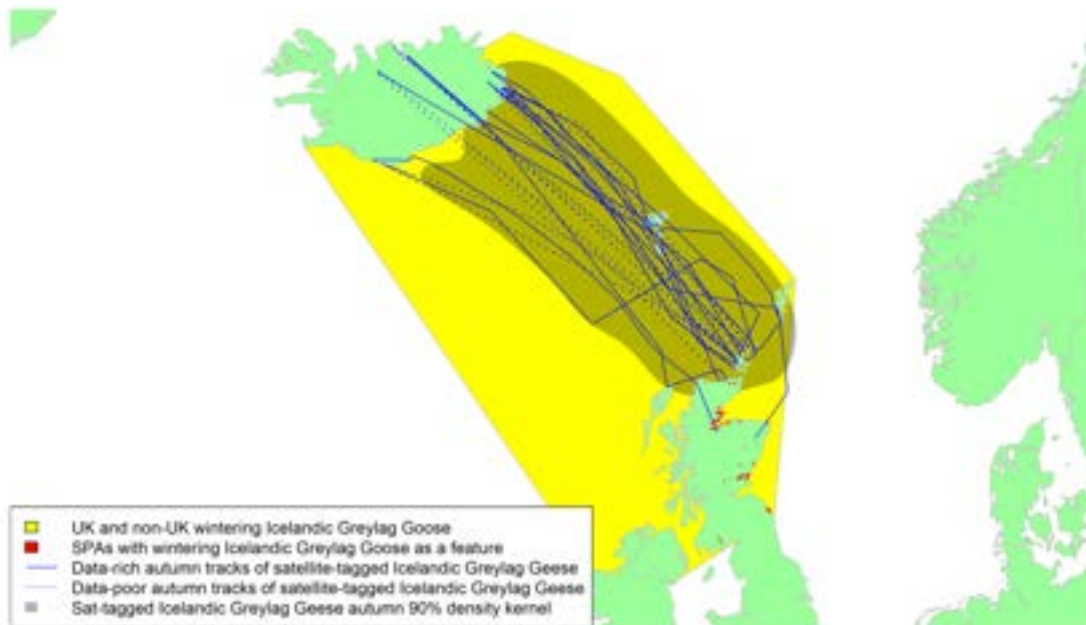 UK and non-UK wintering Icelandic Greylag Goose
SPAs with wintering Icelandic Greylag Goose as a feature
Data-rich autumn tracks of satellite-tagged Icelandic Greylag Geese
Data-poor autumn tracks of satellite-tagged Icelandic Greylag Geese
Sat-tagged Icelandic Greylag Geese autumn 90% density kernel